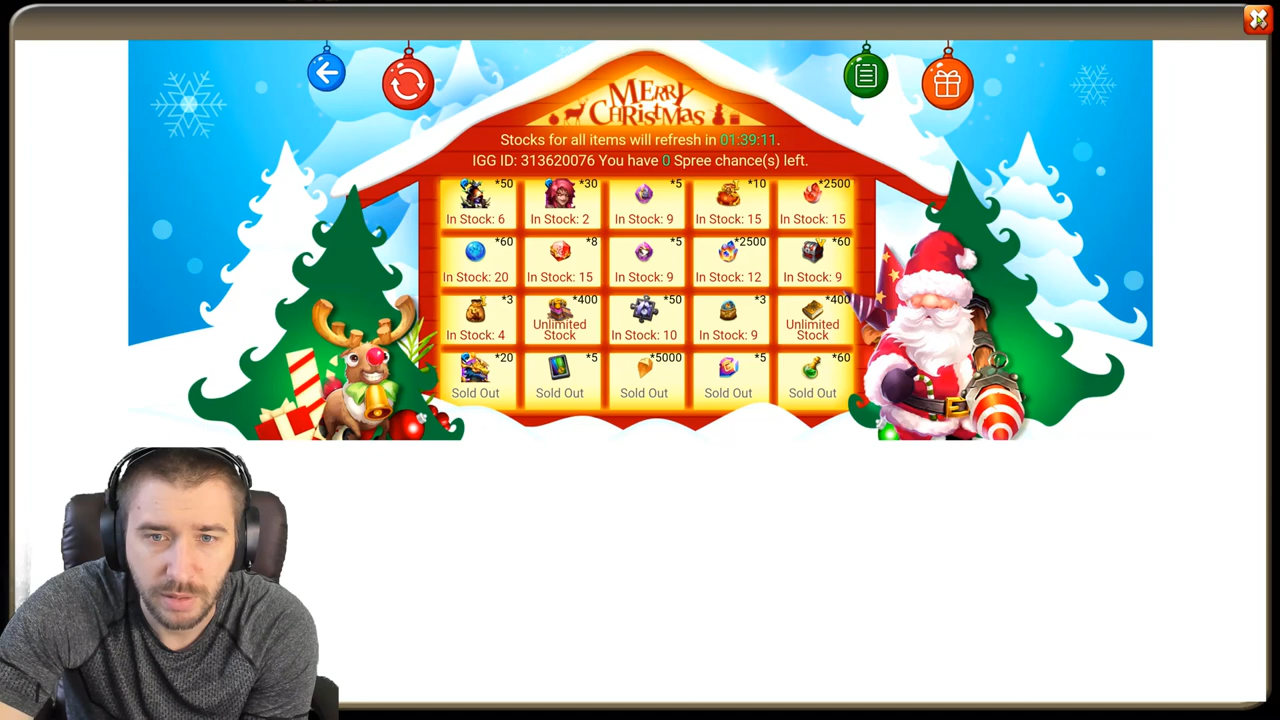 MERRY
CHRISTMAS
Stocks for all items will refresh in 01:39:11.
IGG ID: 313620076 You have 0 Spree chance(s) left.
*50 *30 *5 *10 *2500
In Stock: 6 In Stock: 2 In Stock: 9 In Stock: 15 In Stock: 15
*60 *8 *5 *2500 *60
In Stock: 20 In Stock: 15 In Stock: 9 In Stock: 12 In Stock: 9
*3 *400 *50 *3 *400
In Stock: 4 Unlimited Stock In Stock: 10 In Stock: 9 Unlimited Stock
*20 *5 *5000 *5 *60
Sold Out Sold Out Sold Out Sold Out Sold Out